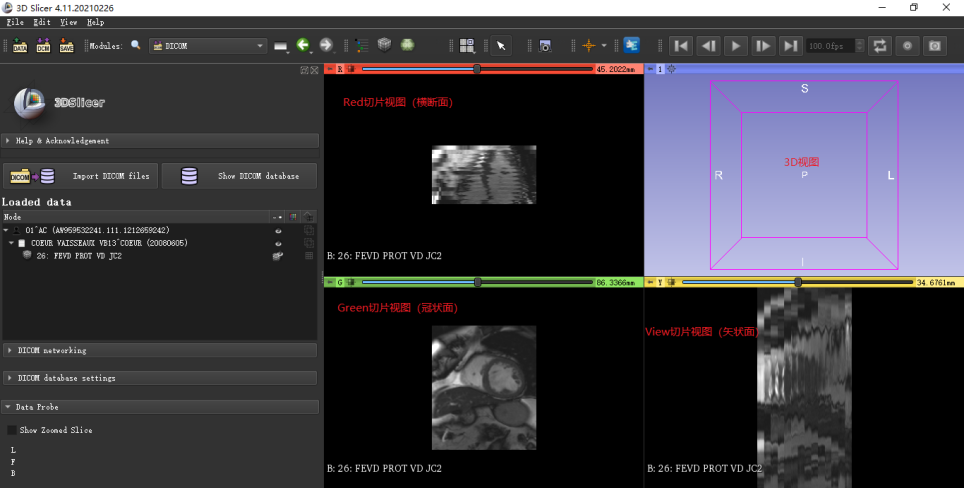 3D Slicer 4.11.20210226
File Edit View Help
DATA DCM SAVE Modules: DICOM 100.0fps
R 45.2022mm 1
3DSlicer
Red切片视图（横断面）
S
Help & Acknowledgement
3D视图
R P L
DICOM Import DICOM files Show DICOM database
Loaded data
Node
01^AC (AW959532241.111.1212659242)
COEUR VAISSEAUX VB13^COEUR (20080605)
26: FEVD PROT VD JC2
B: 26: FEVD PROT VD JC2
I
G 86.3366mm Y 34.6761mm
Green切片视图（冠状面）
View切片视图（矢状面）
DICOM networking
DICOM database settings
Data Probe
Show Zoomed Slice
L
F
B
B: 26: FEVD PROT VD JC2
B: 26: FEVD PROT VD JC2